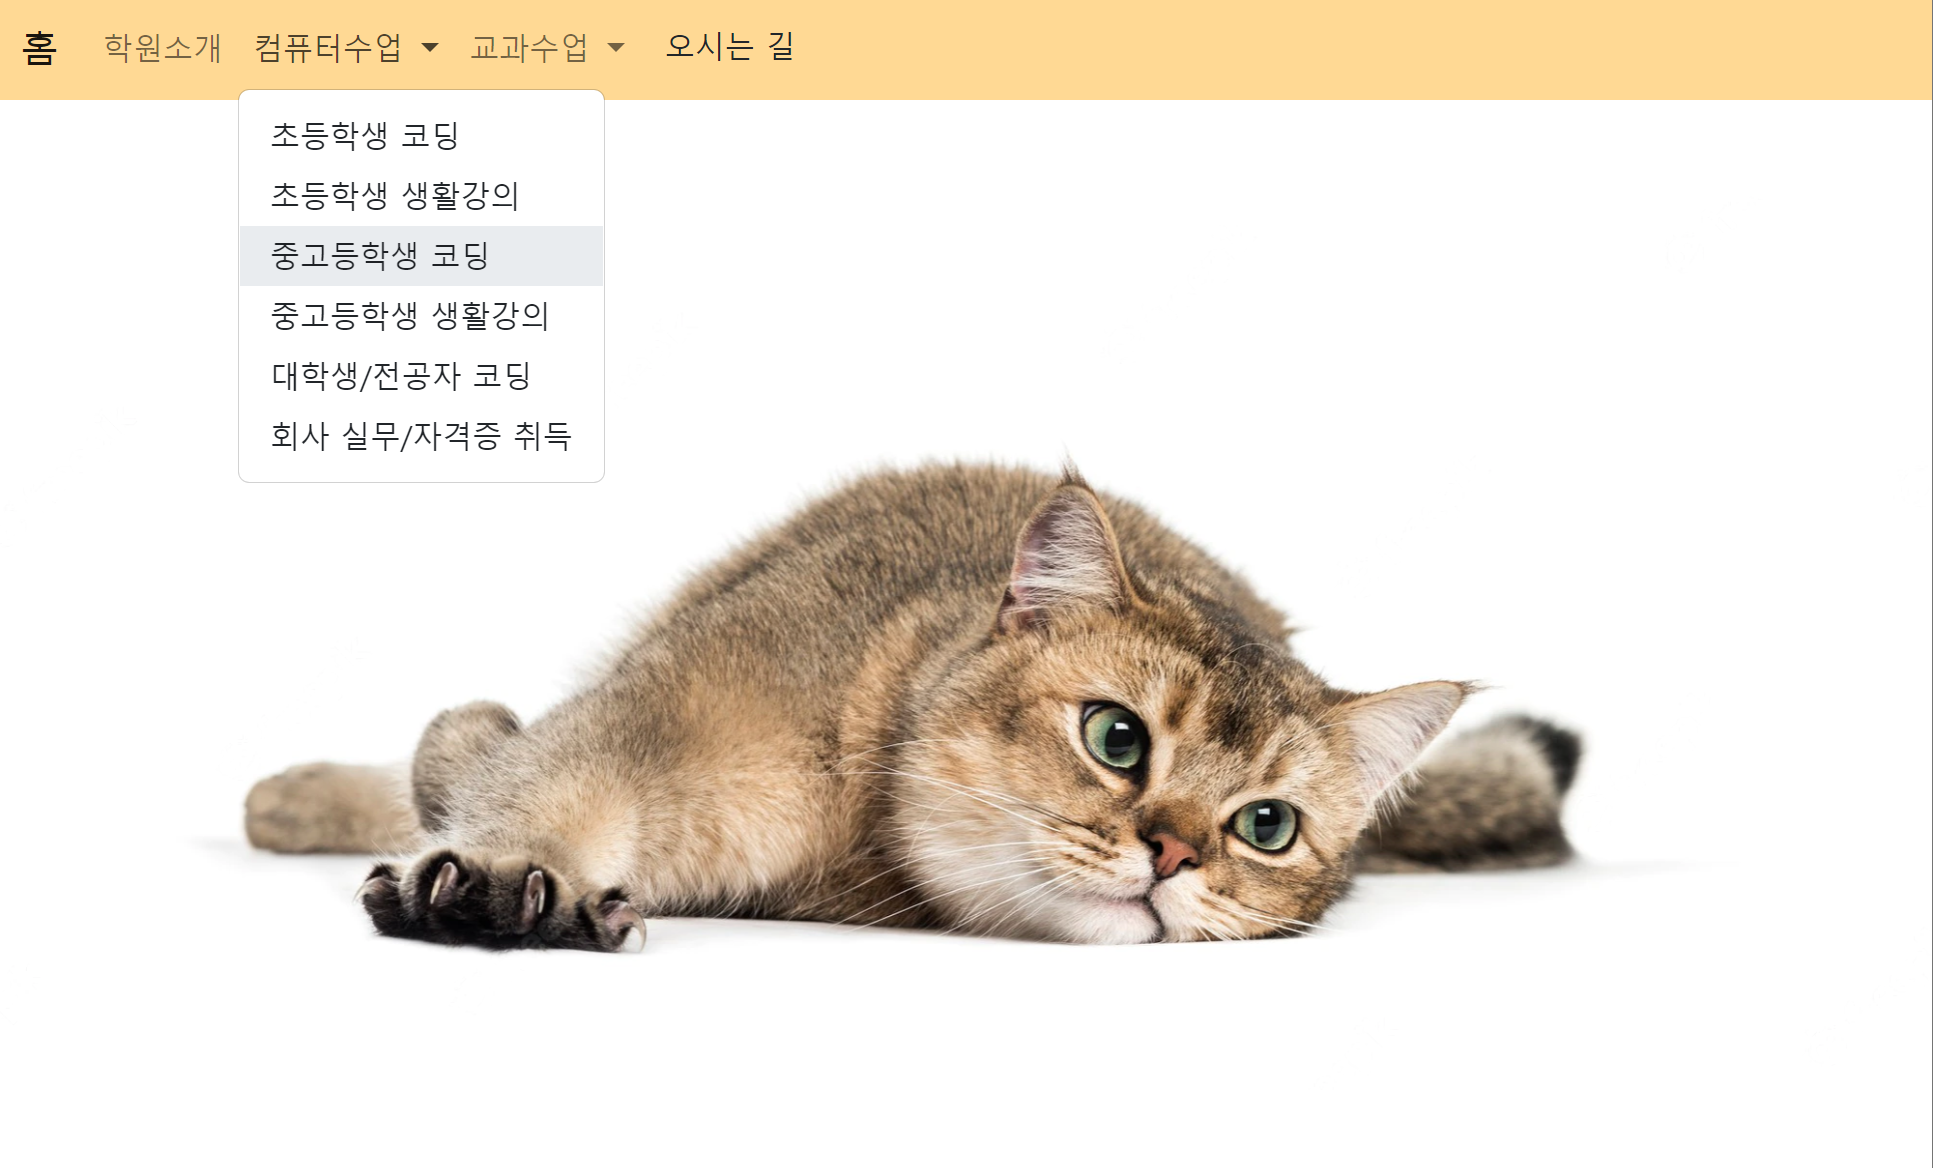 홈 학원소개 컴퓨터수업 교과수업 오시는 길
초등학생 코딩
초등학생 생활강의
중고등학생 코딩
중고등학생 생활강의
대학생/전공자 코딩
회사 실무/자격증 취득